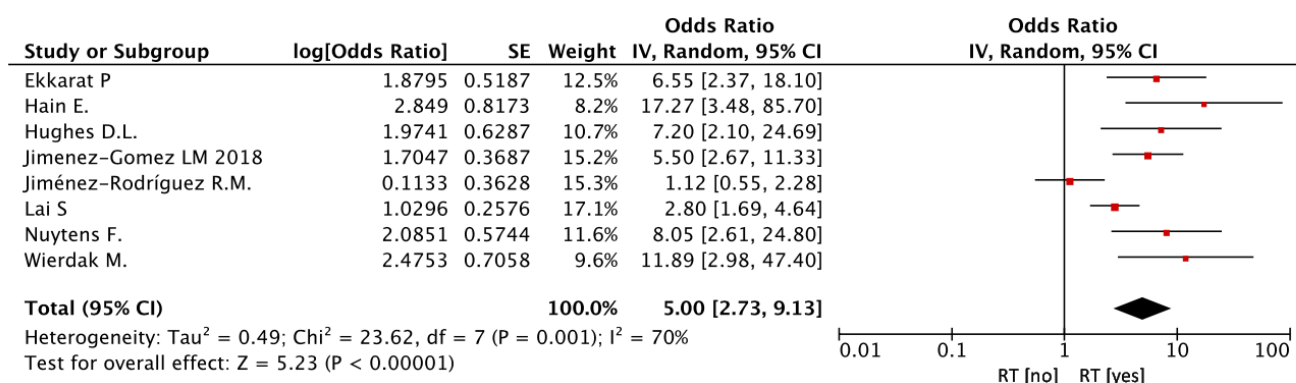 Odds Ratio Odds Ratio
Study or Subgroup log[Odds Ratio] SE Weight IV, Random, 95% CI IV, Random, 95% CI
Ekkarat P 1.8795 0.5187 12.5% 6.55 [2.37, 18.10]
Hain E. 2.849 0.8173 8.2% 17.27 [3.48, 85.70]
Hughes D.L. 1.9741 0.6287 10.7% 7.20 [2.10, 24.69]
Jimenez-Gomez LM 2018 1.7047 0.3687 15.2% 5.50 [2.67, 11.33]
Jiménez-Rodríguez R.M. 0.1133 0.3628 15.3% 1.12 [0.55, 2.28]
Lai S 1.0296 0.2576 17.1% 2.80 [1.69, 4.64]
Nuytens F. 2.0851 0.5744 11.6% 8.05 [2.61, 24.80]
Wierdak M. 2.4753 0.7058 9.6% 11.89 [2.98, 47.40]
Total (95% CI) 100.0% 5.00 [2.73, 9.13]
Heterogeneity: Tau² = 0.49; Chi² = 23.62, df = 7 (P = 0.001); I² = 70%
Test for overall effect: Z = 5.23 (P < 0.00001)
0.01 0.1 1 10 100
RT [no] RT [yes]